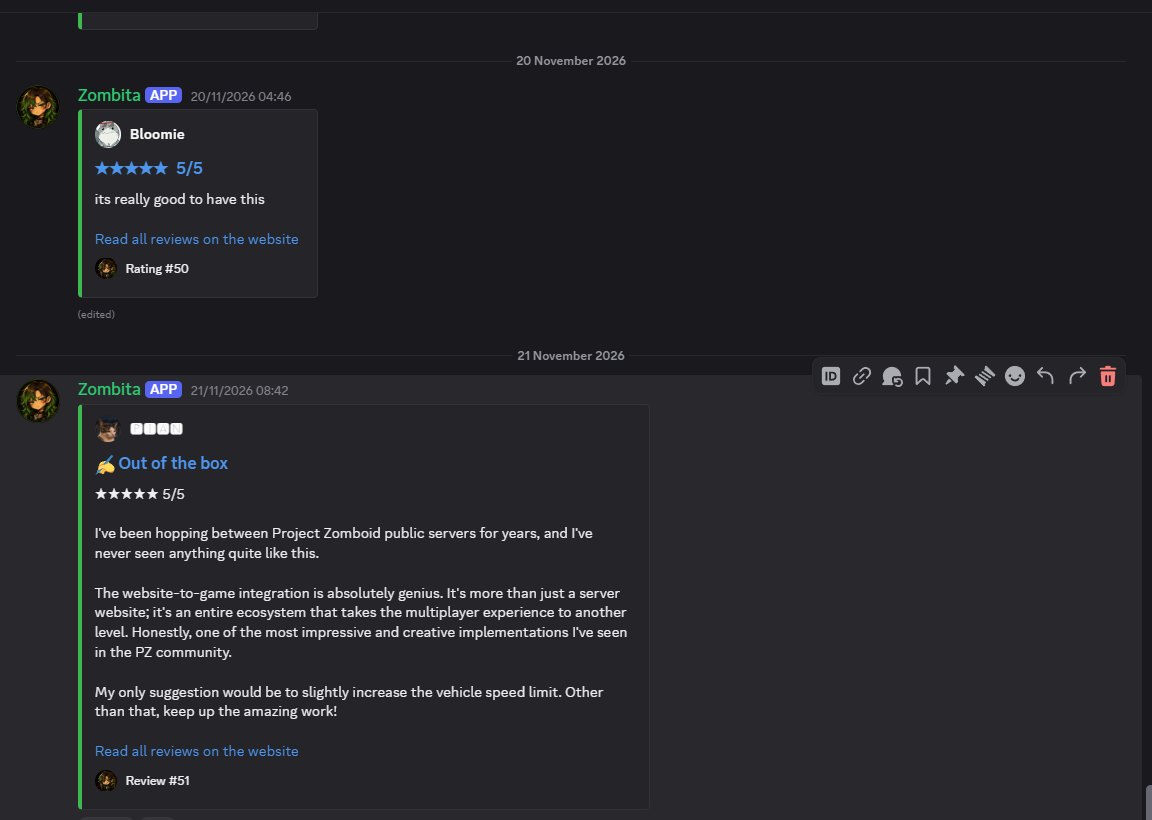 20 November 2026
Zombita APP 20/11/2026 04:46
Bloomie
★★★★★ 5/5
its really good to have this
Read all reviews on the website
Rating #50
(edited)
21 November 2026
ID
Zombita APP 21/11/2026 08:42
🅁🄸🄰🄽
✍️ Out of the box
★★★★★ 5/5
I've been hopping between Project Zomboid public servers for years, and I've
never seen anything quite like this.
The website-to-game integration is absolutely genius. It's more than just a server
website; it's an entire ecosystem that takes the multiplayer experience to another
level. Honestly, one of the most impressive and creative implementations I've seen
in the PZ community.
My only suggestion would be to slightly increase the vehicle speed limit. Other
than that, keep up the amazing work!
Read all reviews on the website
Review #51